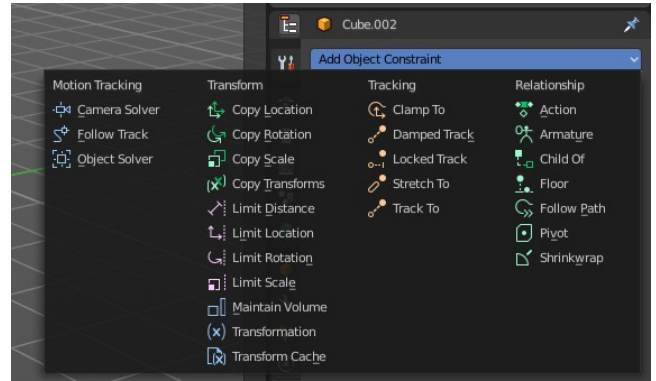 Cube.002
Add Object Constraint
Motion Tracking
Camera Solver
Follow Track
Object Solver
Transform
Copy Location
Copy Rotation
Copy Scale
Copy Transforms
Limit Distance
Limit Location
Limit Rotation
Limit Scale
Maintain Volume
Transformation
Transform Cache
Tracking
Clamp To
Damped Track
Locked Track
Stretch To
Track To
Relationship
Action
Armature
Child Of
Floor
Follow Path
Pivot
Shrinkwrap